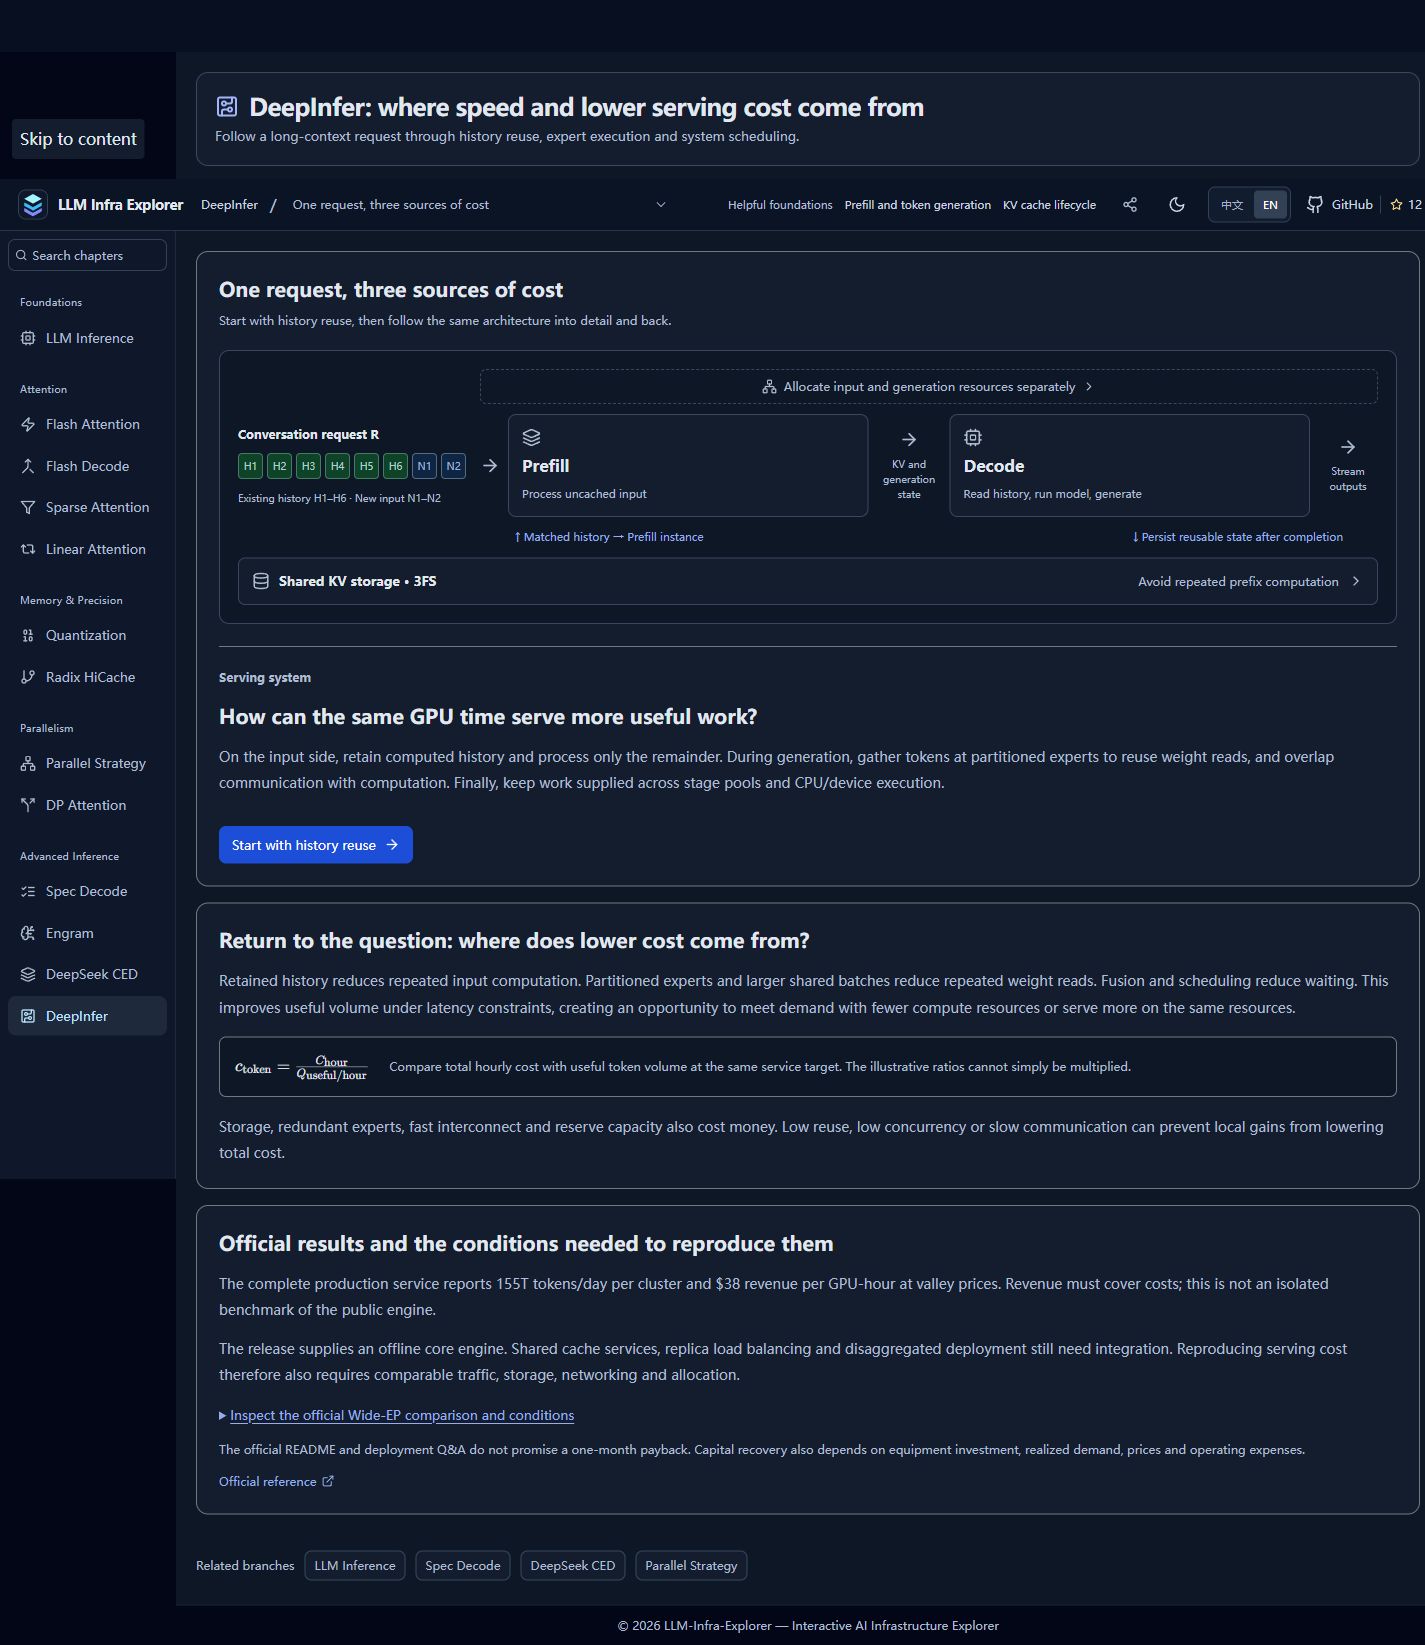 DeepInfer: where speed and lower serving cost come from
Follow a long-context request through history reuse, expert execution and system scheduling.
Skip to content
LLM Infra Explorer
DeepInfer / One request, three sources of cost
Helpful foundations Prefill and token generation KV cache lifecycle
中文 EN
GitHub
12
Search chapters
Foundations
LLM Inference
Attention
Flash Attention
Flash Decode
Sparse Attention
Linear Attention
Memory & Precision
Quantization
Radix HiCache
Parallelism
Parallel Strategy
DP Attention
Advanced Inference
Spec Decode
Engram
DeepSeek CED
DeepInfer
One request, three sources of cost
Start with history reuse, then follow the same architecture into detail and back.
Allocate input and generation resources separately
Conversation request R
H1 H2 H3 H4 H5 H6 N1 N2
Existing history H1–H6 · New input N1–N2
Prefill
Process uncached input
KV and
generation
state
Decode
Read history, run model, generate
Stream
outputs
↑ Matched history → Prefill instance
↓ Persist reusable state after completion
Shared KV storage • 3FS
Avoid repeated prefix computation
Serving system
How can the same GPU time serve more useful work?
On the input side, retain computed history and process only the remainder. During generation, gather tokens at partitioned experts to reuse weight reads, and overlap
communication with computation. Finally, keep work supplied across stage pools and CPU/device execution.
Start with history reuse →
Return to the question: where does lower cost come from?
Retained history reduces repeated input computation. Partitioned experts and larger shared batches reduce repeated weight reads. Fusion and scheduling reduce waiting. This
improves useful volume under latency constraints, creating an opportunity to meet demand with fewer compute resources or serve more on the same resources.
c_token = C_hour / Q_useful/hour
Compare total hourly cost with useful token volume at the same service target. The illustrative ratios cannot simply be multiplied.
Storage, redundant experts, fast interconnect and reserve capacity also cost money. Low reuse, low concurrency or slow communication can prevent local gains from lowering
total cost.
Official results and the conditions needed to reproduce them
The complete production service reports 155T tokens/day per cluster and $38 revenue per GPU-hour at valley prices. Revenue must cover costs; this is not an isolated
benchmark of the public engine.
The release supplies an offline core engine. Shared cache services, replica load balancing and disaggregated deployment still need integration. Reproducing serving cost
therefore also requires comparable traffic, storage, networking and allocation.
▶ Inspect the official Wide-EP comparison and conditions
The official README and deployment Q&A do not promise a one-month payback. Capital recovery also depends on equipment investment, realized demand, prices and operating expenses.
Official reference
Related branches LLM Inference Spec Decode DeepSeek CED Parallel Strategy
© 2026 LLM-Infra-Explorer — Interactive AI Infrastructure Explorer